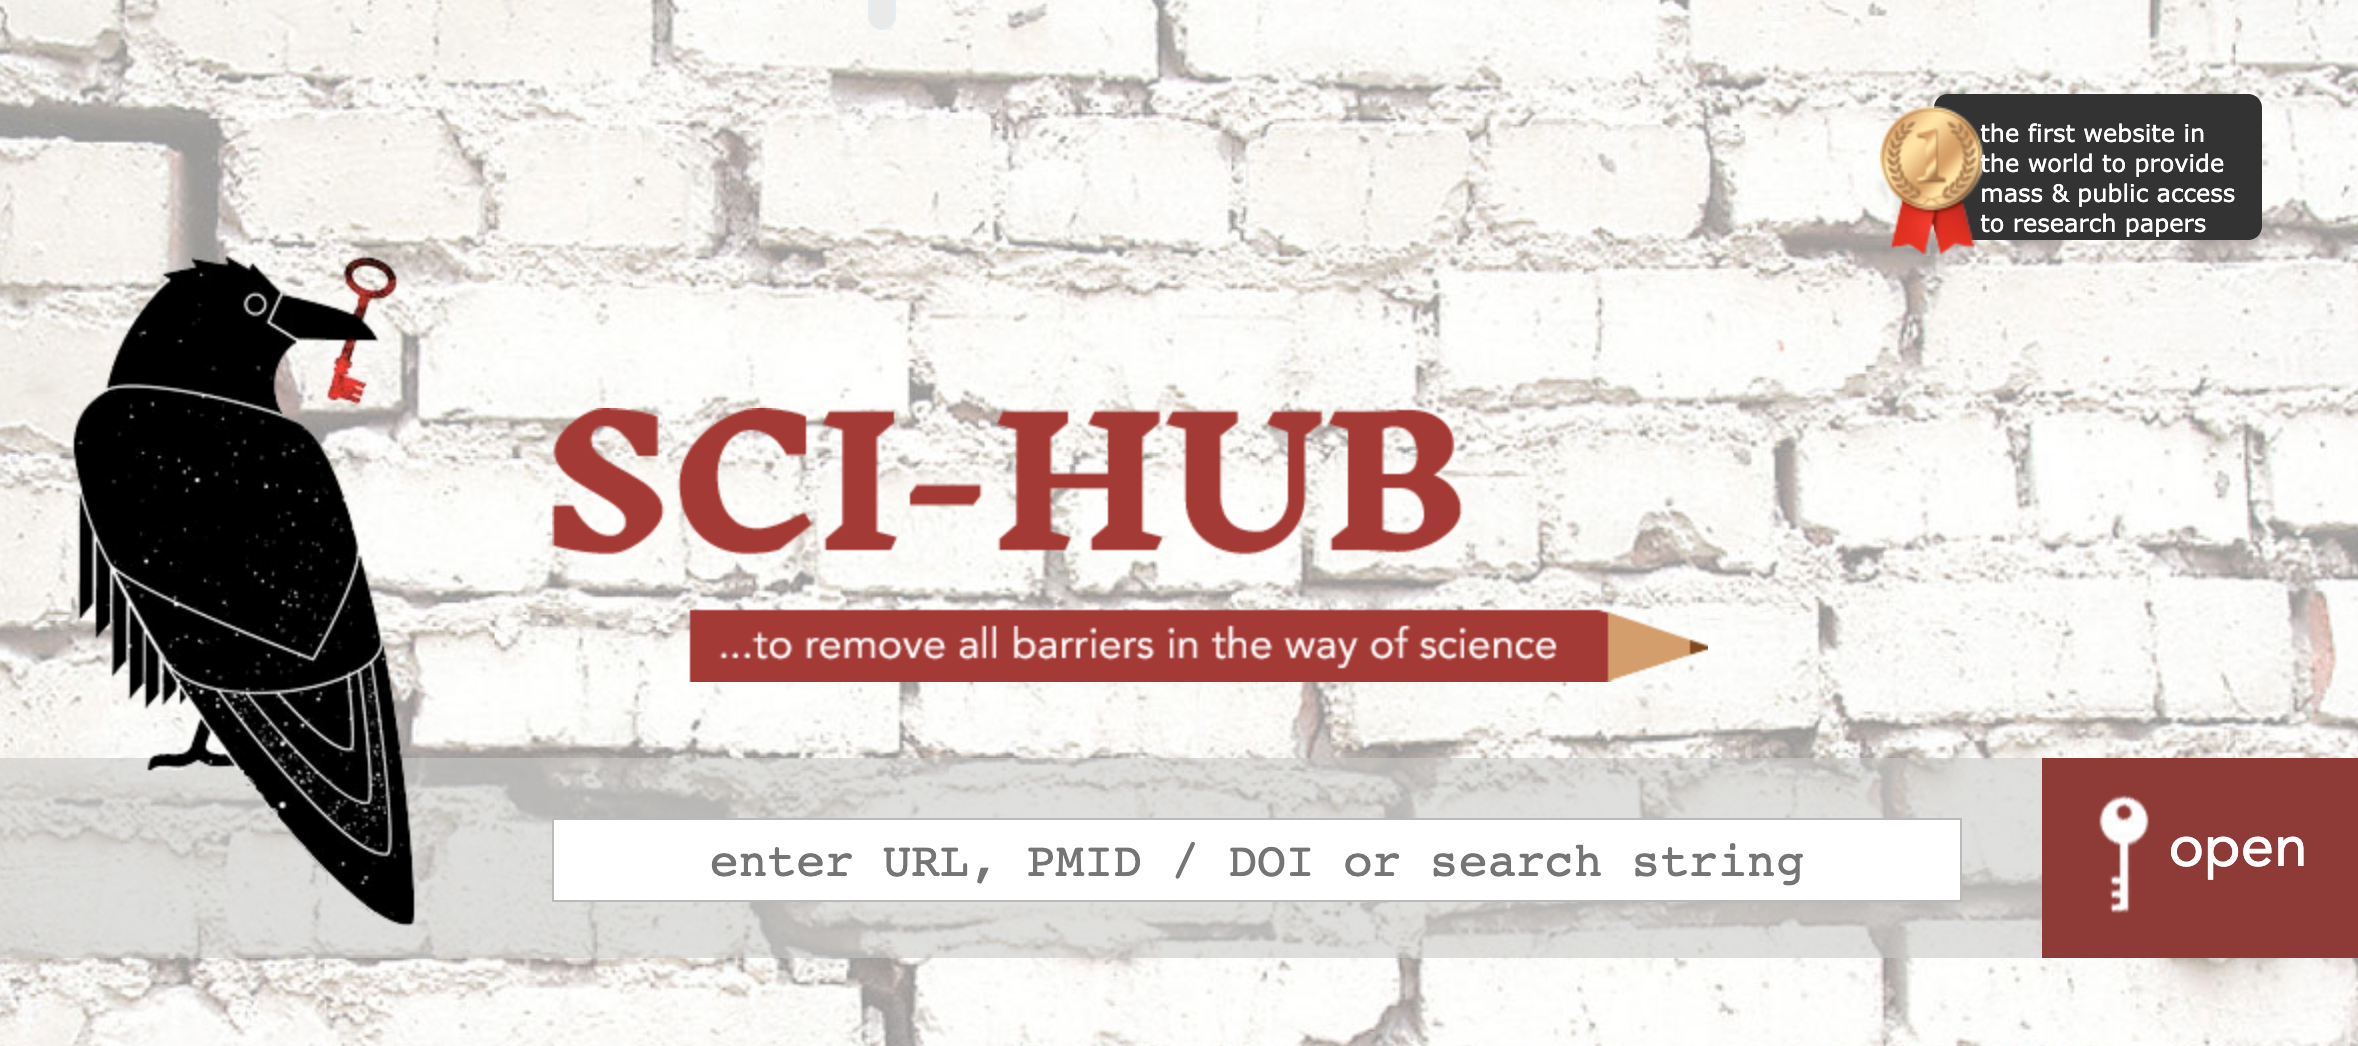 the first website in
the world to provide
mass & public access
to research papers
SCI-HUB
...to remove all barriers in the way of science
enter URL, PMID / DOI or search string
open